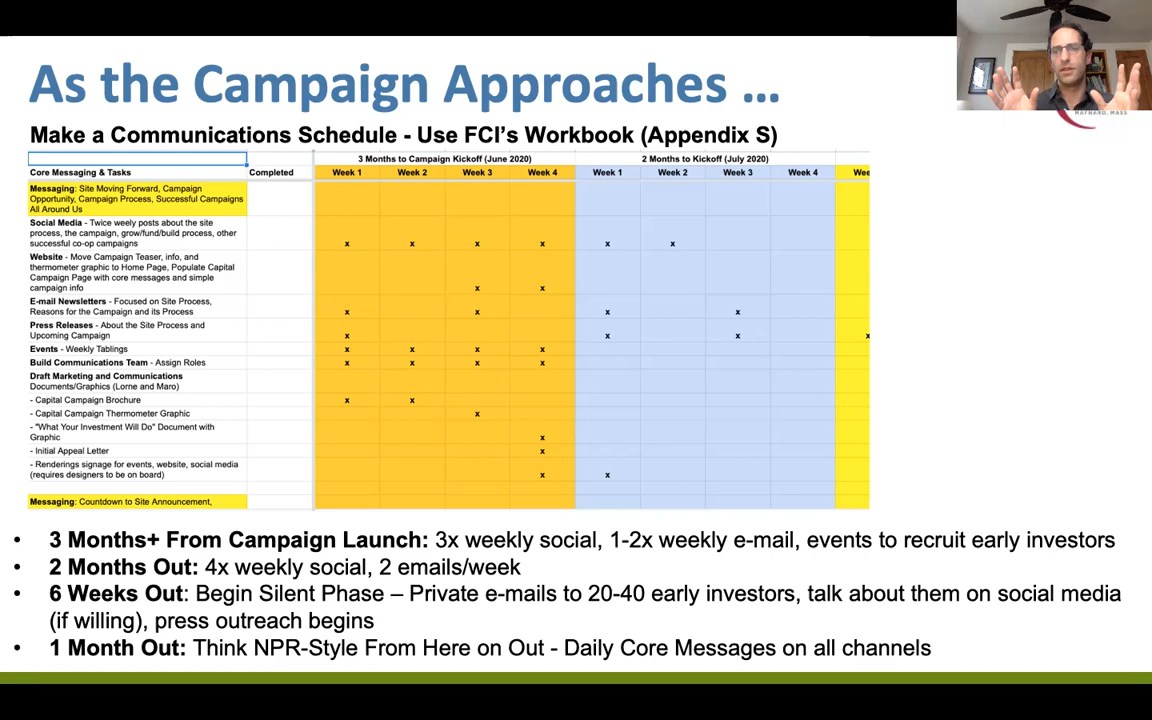 As the Campaign Approaches ...
MAYNARD, MASS
Make a Communications Schedule - Use FCI's Workbook (Appendix S)
3 Months to Campaign Kickoff (June 2020) 2 Months to Kickoff (July 2020)
Core Messaging & Tasks Completed Week 1 Week 2 Week 3 Week 4 Week 1 Week 2 Week 3 Week 4 Wee
Messaging: Site Moving Forward, Campaign
Opportunity, Campaign Process, Successful Campaigns
All Around Us
Social Media - Twice weely posts about the site
process, the campaign, grow/fund/build process, other
successful co-op campaigns x x x x x x
Website - Move Campaign Teaser, info, and
thermometer graphic to Home Page, Populate Capital
Campaign Page with core messages and simple
campaign info x x
E-mail Newsletters - Focused on Site Process,
Reasons for the Campaign and its Process x x x x
Press Releases - About the Site Process and
Upcoming Campaign x x x x
Events - Weekly Tablings x x x x
Build Communications Team - Assign Roles x x x x
Draft Marketing and Communications
Documents/Graphics (Lorne and Maro)
- Capital Campaign Brochure x x
- Capital Campaign Thermometer Graphic x
- "What Your Investment Will Do" Document with
Graphic x
- Initial Appeal Letter x
- Renderings signage for events, website, social media
(requires designers to be on board) x x
Messaging: Countdown to Site Announcement,
• 3 Months+ From Campaign Launch: 3x weekly social, 1-2x weekly e-mail, events to recruit early investors
• 2 Months Out: 4x weekly social, 2 emails/week
• 6 Weeks Out: Begin Silent Phase – Private e-mails to 20-40 early investors, talk about them on social media
(if willing), press outreach begins
• 1 Month Out: Think NPR-Style From Here on Out - Daily Core Messages on all channels